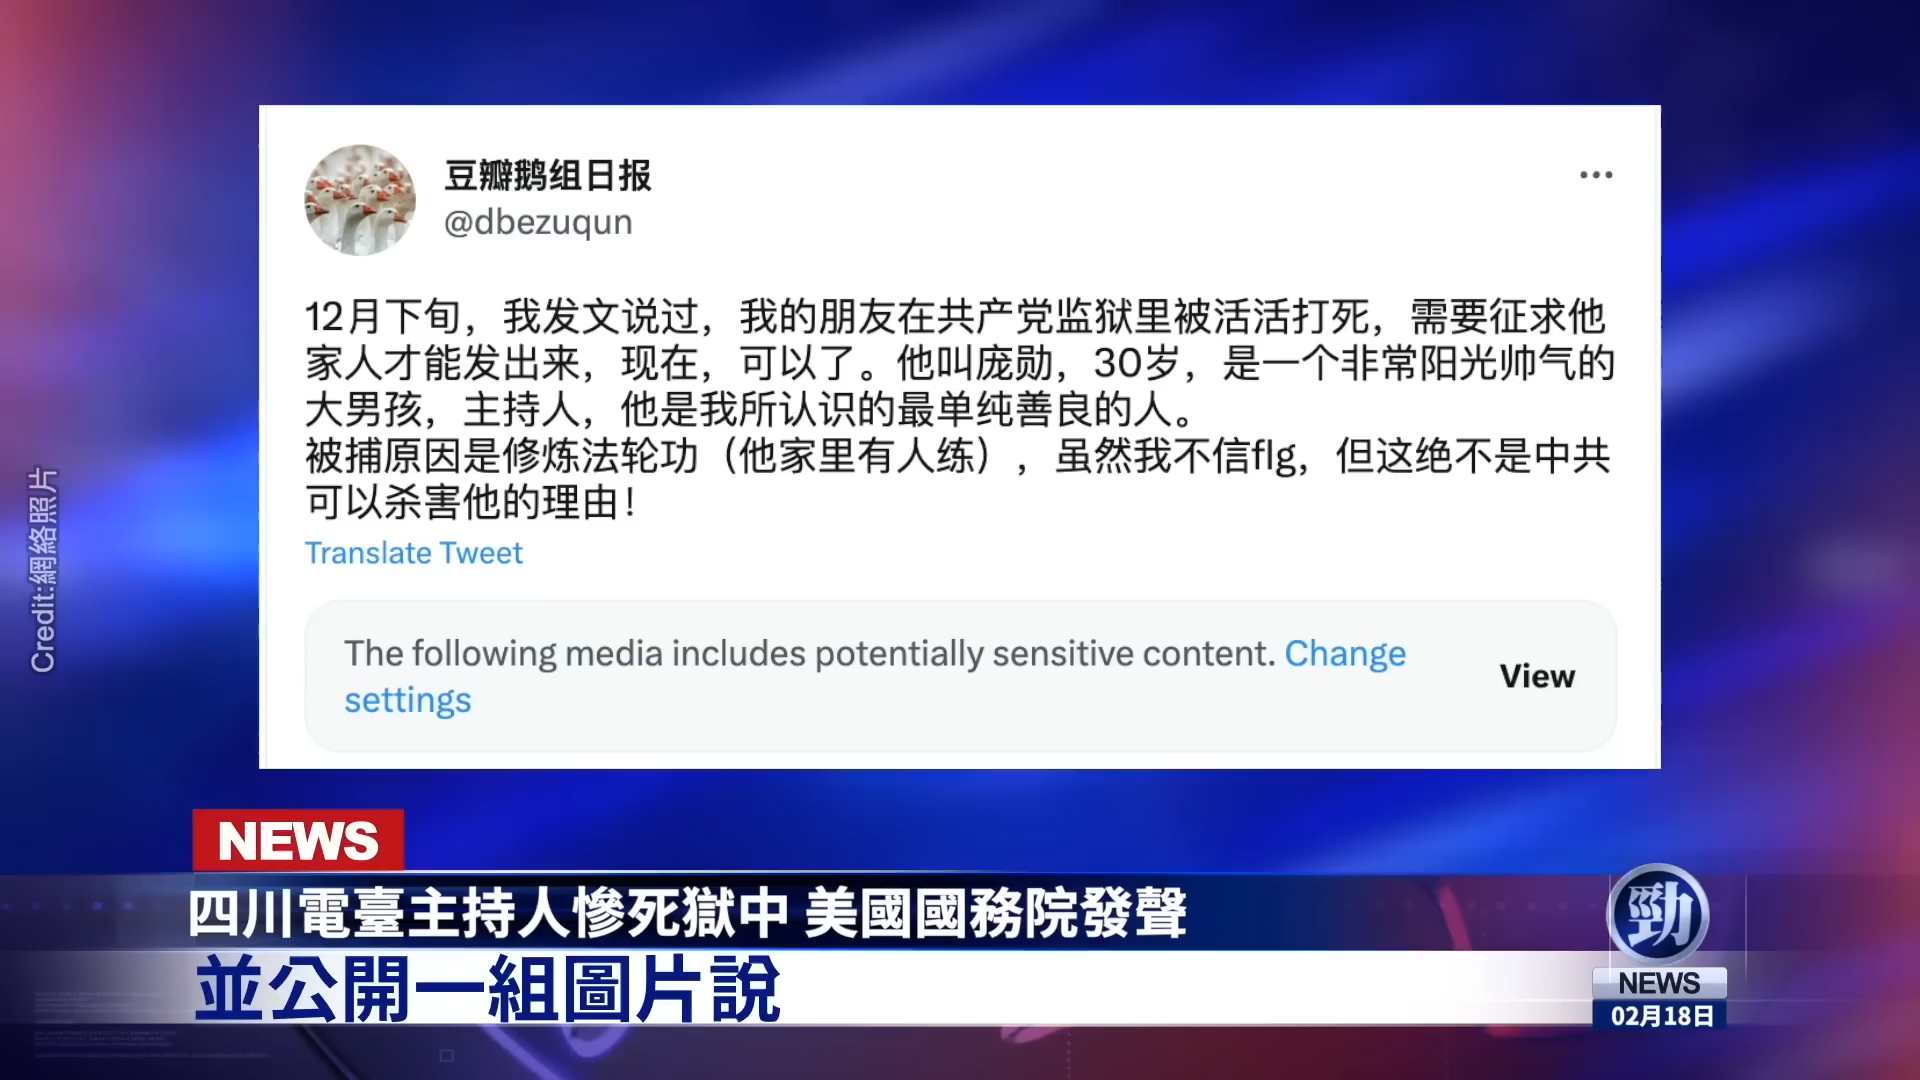 豆瓣鹅组日报
@dbezuqun
12月下旬，我发文说过，我的朋友在共产党监狱里被活活打死，需要征求他
家人才能发出来，现在，可以了。他叫庞勋，30岁，是一个非常阳光帅气的
大男孩，主持人，他是我所认识的最单纯善良的人。
被捕原因是修炼法轮功（他家里有人练），虽然我不信flg，但这绝不是中共
可以杀害他的理由！
Translate Tweet
The following media includes potentially sensitive content. Change
settings
View
Credit:網絡照片
NEWS
四川電臺主持人慘死獄中 美國國務院發聲
並公開一組圖片說
勁
NEWS
02月18日